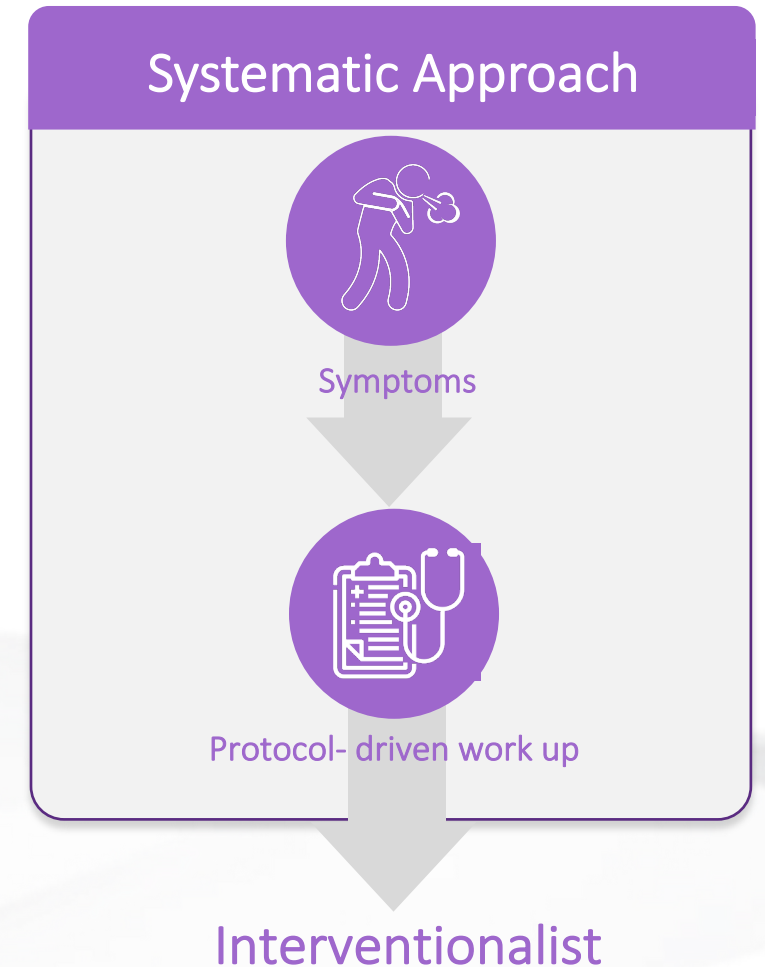 Systematic Approach
Symptoms
Protocol- driven work up
Interventionalist